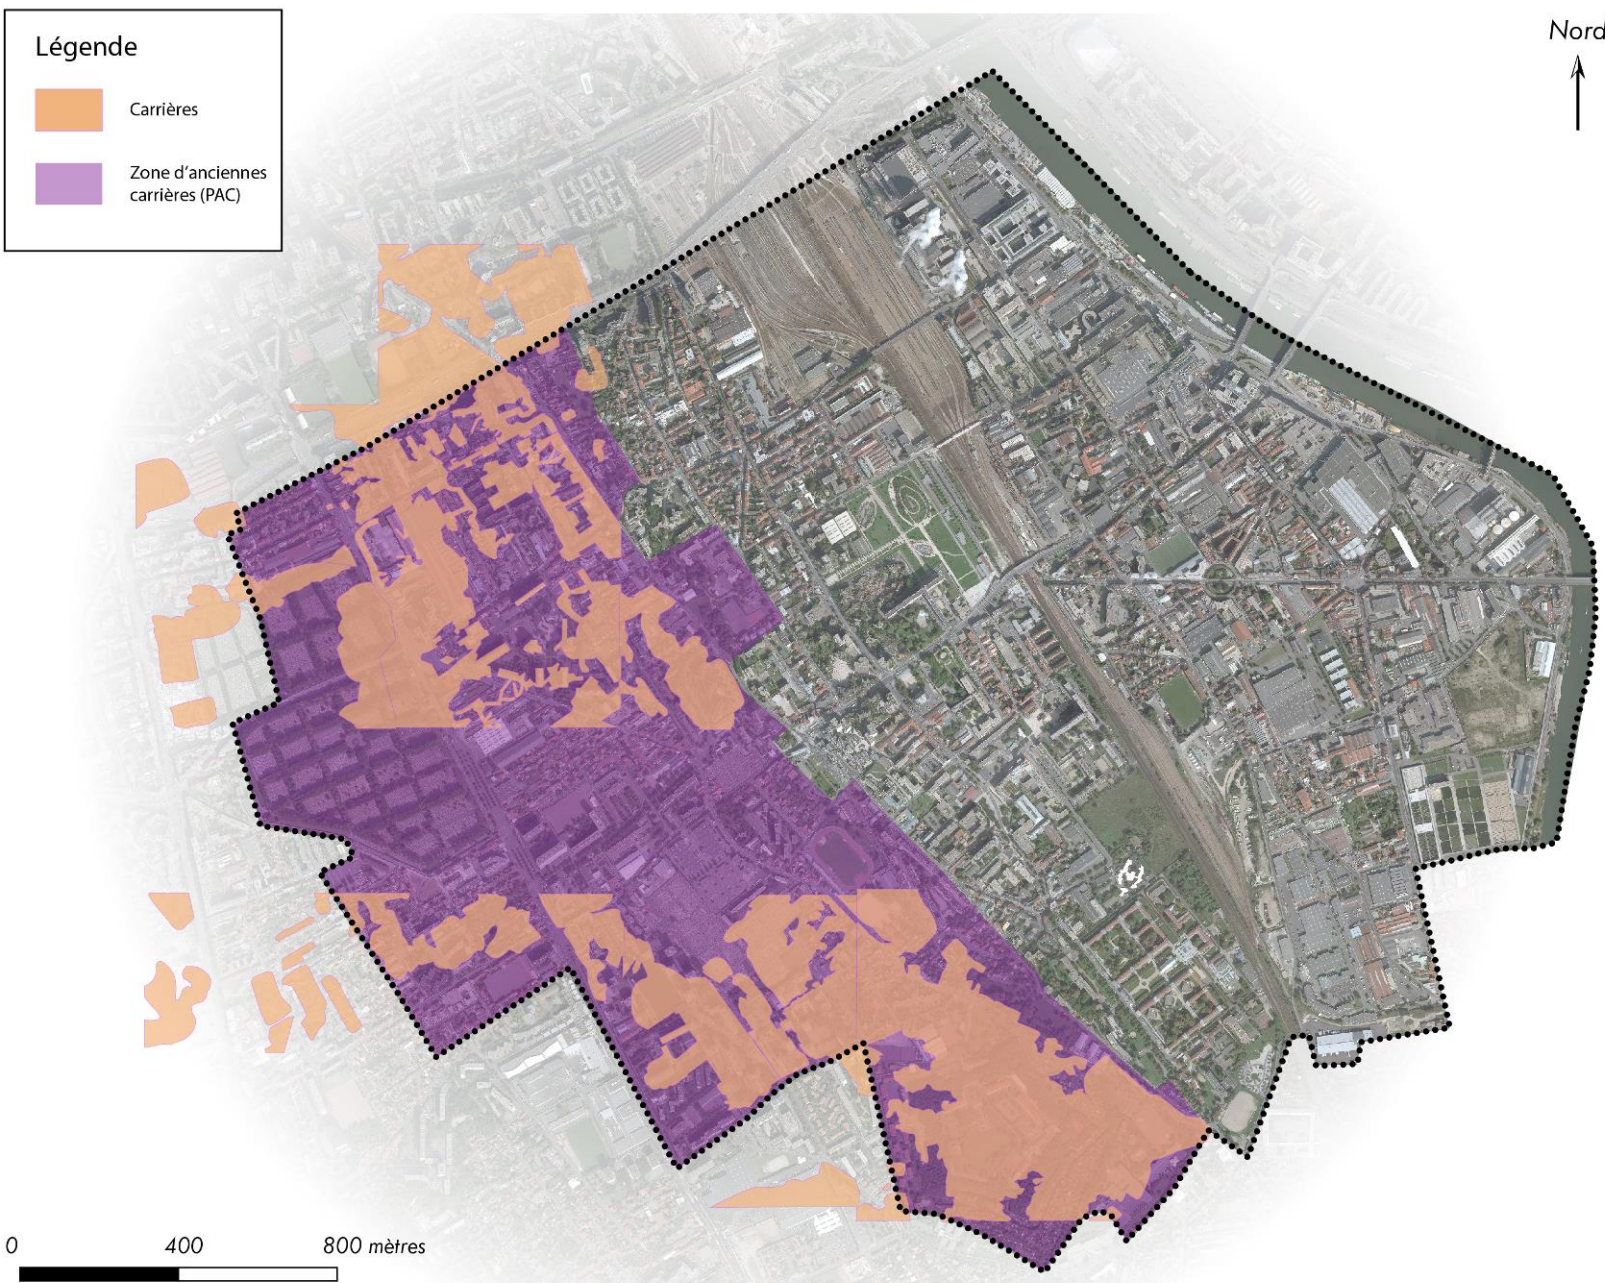 Légende
Carrières
Zone d'anciennes
carrières (PAC)
Nord
0 400 800 mètres